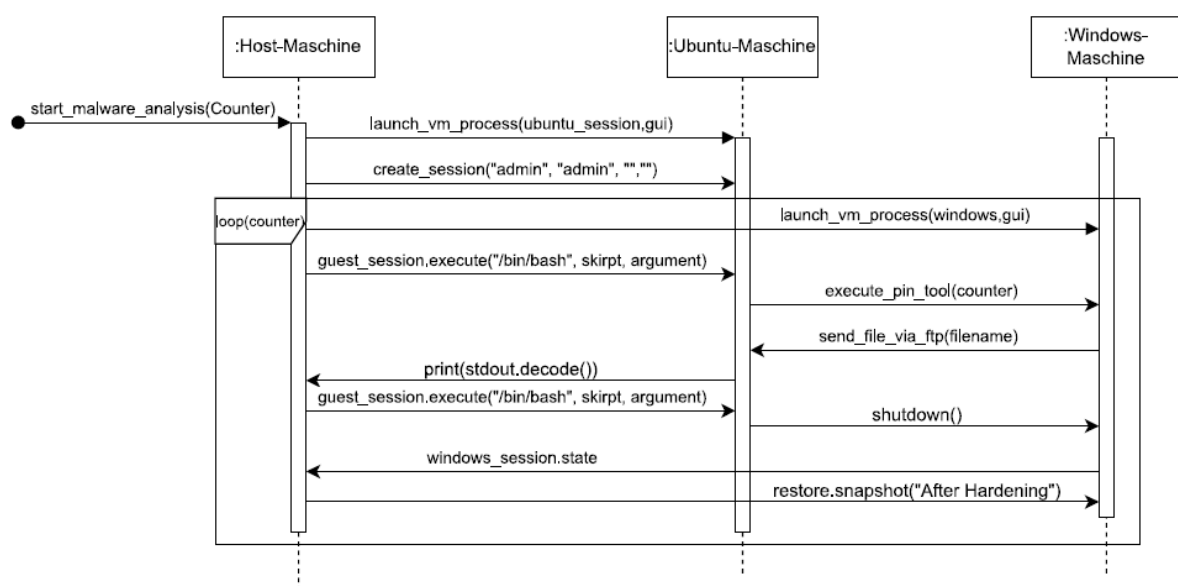 :Host-Maschine
:Ubuntu-Maschine
:Windows-
Maschine
start_malware_analysis(Counter)
launch_vm_process(ubuntu_session,gui)
create_session("admin", "admin", "","")
loop(counter)
launch_vm_process(windows,gui)
guest_session,execute("/bin/bash", skirpt, argument)
execute_pin_tool(counter)
send_file_via_ftp(filename)
print(stdout.decode())
guest_session.execute("/bin/bash", skirpt, argument)
shutdown()
windows_session.state
restore.snapshot("After Hardening")